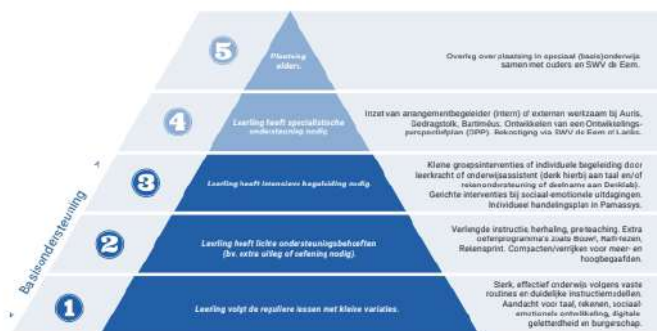 5
Plaatsing
elders.
Overleg over plaatsing in speciaal (basis)onderwijs
samen met ouders en SWV de Eem.
4
Leerling heeft specialistische
ondersteuning nodig.
Inzet van arrangementbegeleider (intern) of externen werkzaam bij Auris,
Gedragstolk, Bartiméus. Ontwikkelen van een Ontwikkelings-
perspectiefplan (OPP). Bekostiging via SWV de Eem of
3
Leerling heeft intensieve begeleiding nodig.
Kleine groepsinterventies of individuele begeleiding door
leerkracht of onderwijsassistent (denk hierbij aan taal en/of
rekenondersteuning of deelname aan Denklab).
Gerichte interventies bij sociaal-emotionele uitdagingen.
Individueel handelingsplan in Parnassys.
Basisondersteuning
2
Leerling heeft lichte ondersteuningsbehoeften
(bv. extra uitleg of oefening nodig).
Verlengde instructie, herhaling, pre-teaching. Extra
oefenprogramma's zoals Bouw!, Ralfi-lezen,
Rekensprint. Compacten/verrijken voor meer- en
hoogbegaafden.
1
Leerling volgt de reguliere lessen met kleine variaties.
Sterk, effectief onderwijs volgens vaste
routines en duidelijke instructiemodellen.
Aandacht voor taal, rekenen, sociaal-
emotionele ontwikkeling, digitale
geletterdheid en burgerschap.